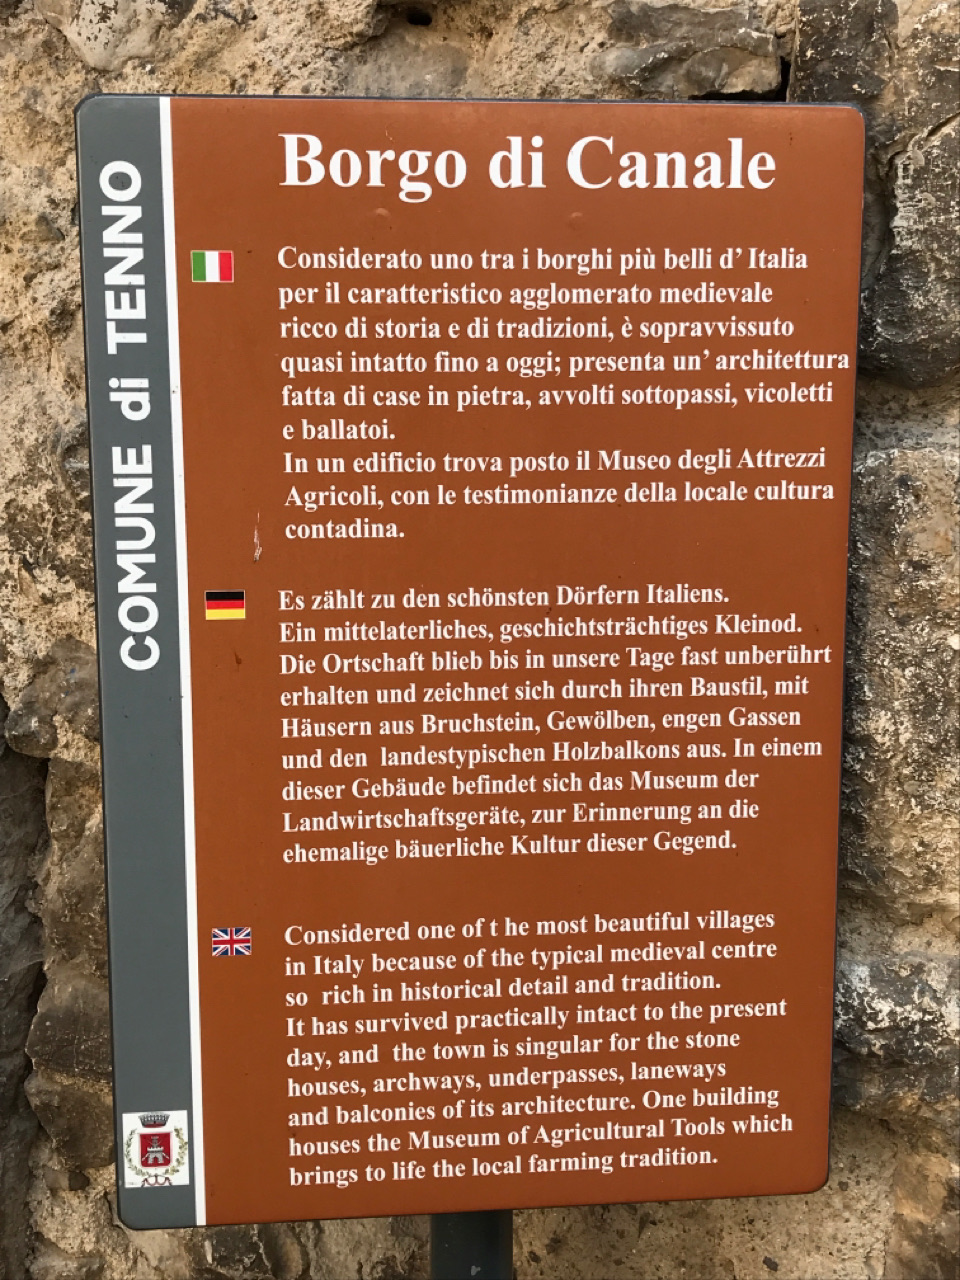 Borgo di Canale
COMUNE di TENNO
Considerato uno tra i borghi più belli d' Italia
per il caratteristico agglomerato medievale
ricco di storia e di tradizioni, è sopravvissuto
quasi intatto fino a oggi; presenta un' architettura
fatta di case in pietra, avvolti sottopassi, vicoletti
e ballatoi.
In un edificio trova posto il Museo degli Attrezzi
Agricoli, con le testimonianze della locale cultura
contadina.
Es zählt zu den schönsten Dörfern Italiens.
Ein mittelaterliches, geschichtsträchtiges Kleinod.
Die Ortschaft blieb bis in unsere Tage fast unberührt
erhalten und zeichnet sich durch ihren Baustil, mit
Häusern aus Bruchstein, Gewölben, engen Gassen
und den landestypischen Holzbalkons aus. In einem
dieser Gebäude befindet sich das Museum der
Landwirtschaftsgeräte, zur Erinnerung an die
ehemalige bäuerliche Kultur dieser Gegend.
Considered one of t he most beautiful villages
in Italy because of the typical medieval centre
so rich in historical detail and tradition.
It has survived practically intact to the present
day, and the town is singular for the stone
houses, archways, underpasses, laneways
and balconies of its architecture. One building
houses the Museum of Agricultural Tools which
brings to life the local farming tradition.